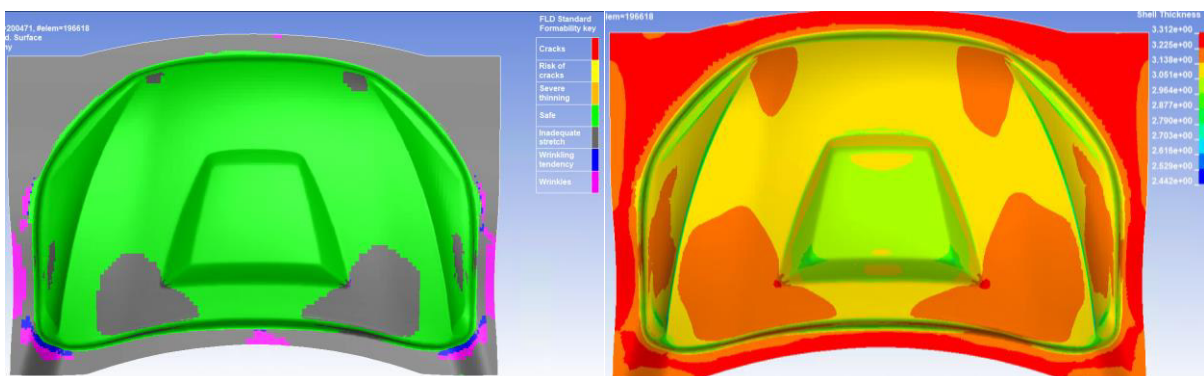 =200471, #elem=196618
d. Surface
ny
FLD Standard
Formability key
Cracks
Risk of
cracks
Severe
thinning
Safe
Inadequate
stretch
Wrinkling
tendency
Wrinkles
lem=196618
Shell Thickness
3.312e+00
3.225e+00
3.138e+00
3.051e+00
2.964e+00
2.877e+00
2.790e+00
2.703e+00
2.616e+00
2.529e+00
2.442e+00